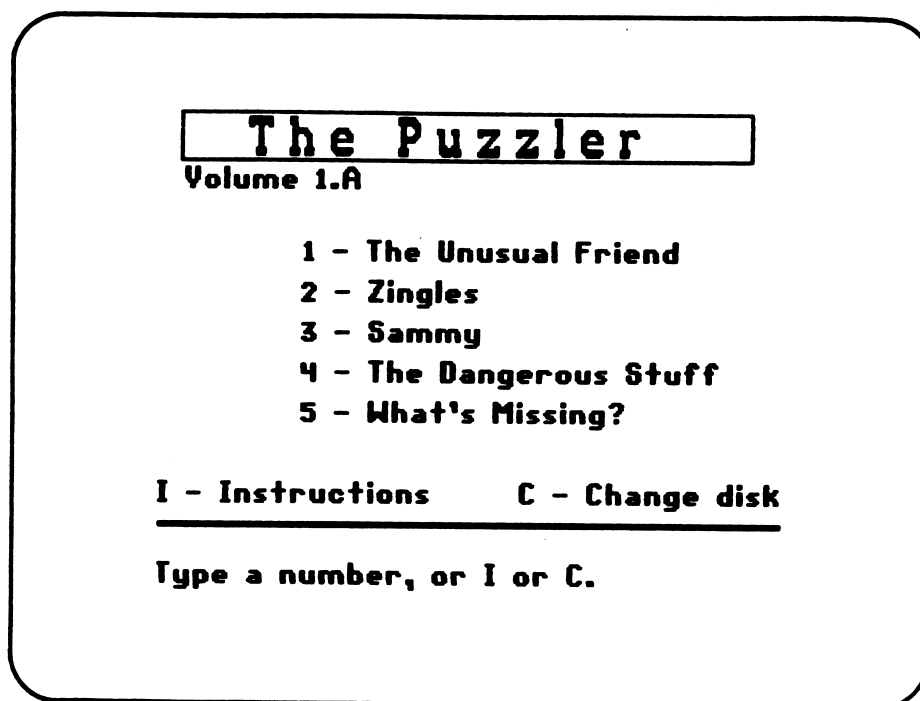 The Puzzler
Volume 1.A
1 - The Unusual Friend
2 - Zingles
3 - Sammy
4 - The Dangerous Stuff
5 - What's Missing?
I - Instructions C - Change disk
Type a number, or I or C.